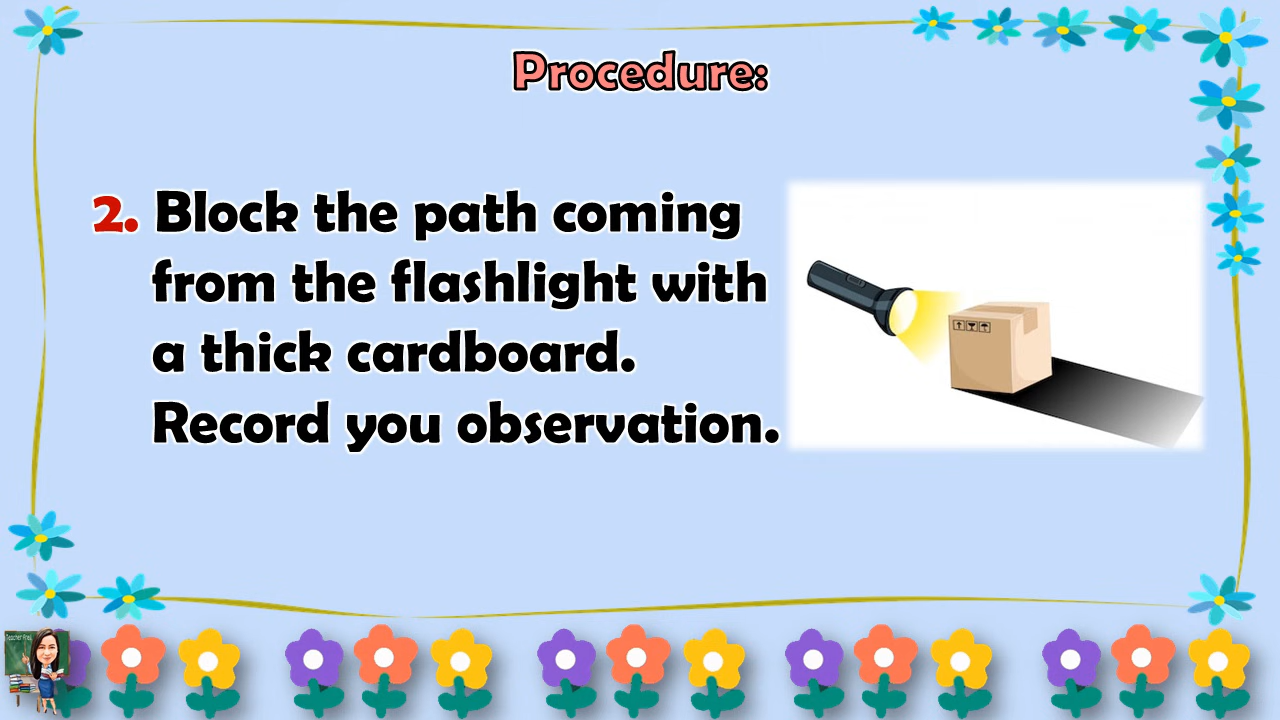 Procedure:
2. Block the path coming
from the flashlight with
a thick cardboard.
Record you observation.